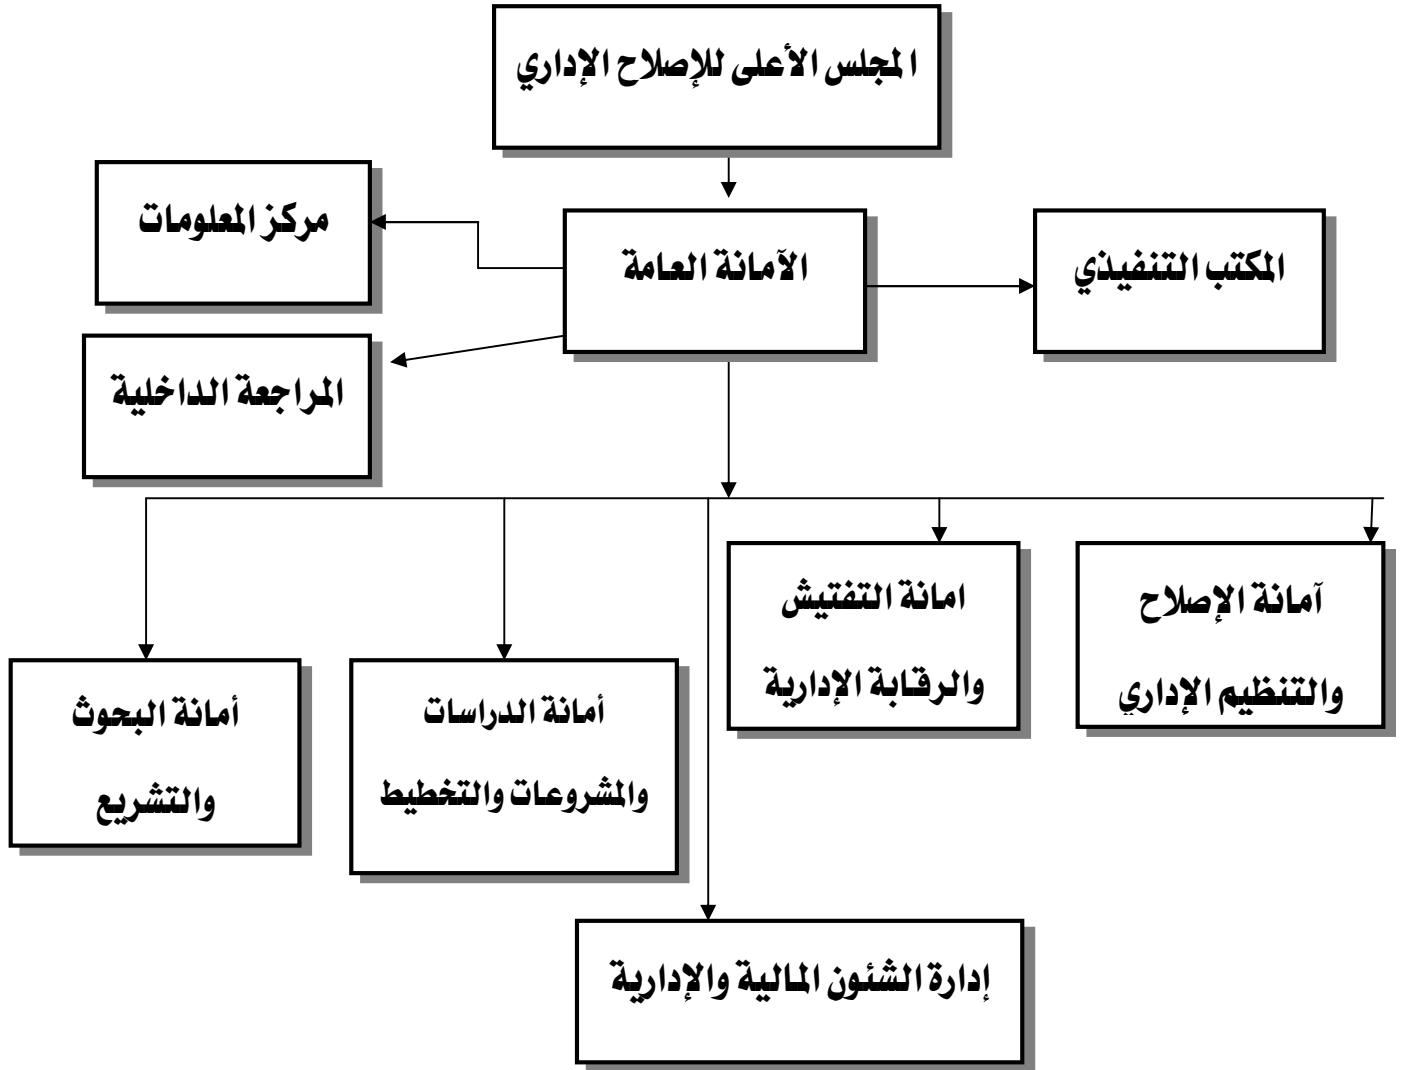 المجلس الأعلى للإصلاح الإداري
مركز المعلومات
الآمانة العامة
المكتب التنفيذي
المراجعة الداخلية
آمانة الإصلاح
والتنظيم الإداري
امانة التفتيش
والرقابة الإدارية
أمانة الدراسات
والمشروعات والتخطيط
أمانة البحوث
والتشريع
إدارة الشئون المالية والإدارية